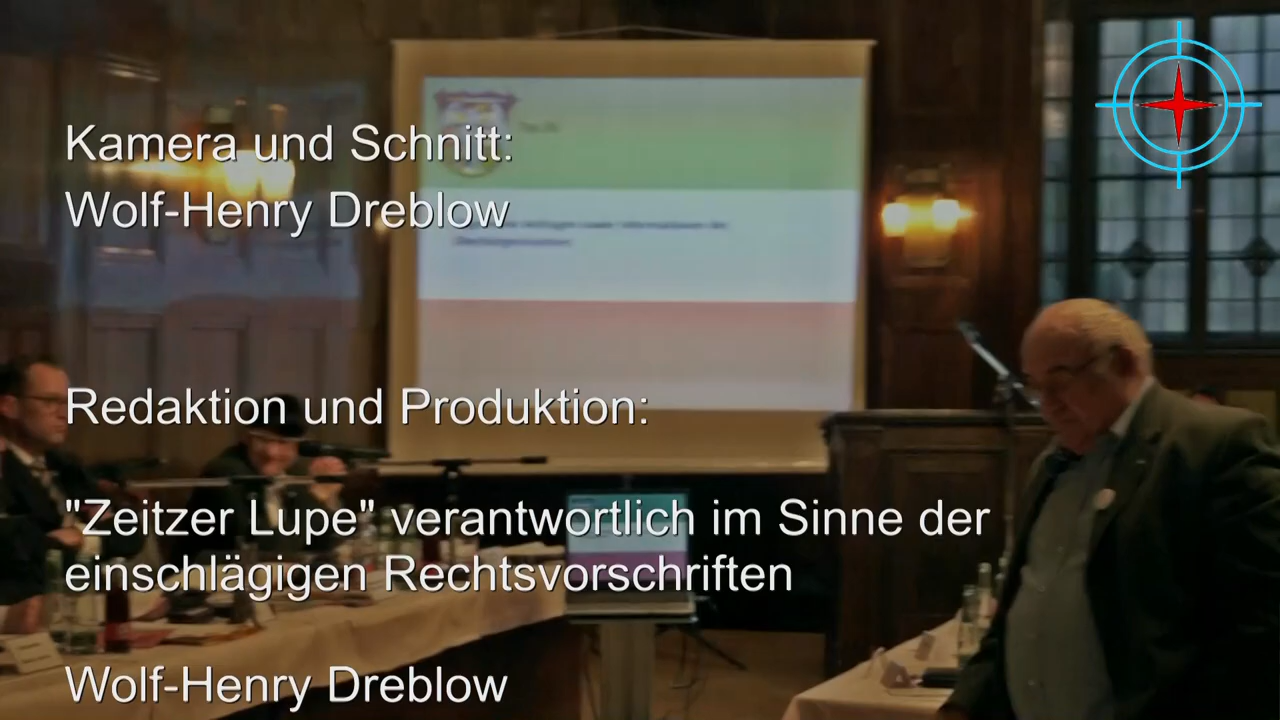 Kamera und Schnitt:
Wolf-Henry Dreblow
Redaktion und Produktion:
"Zeitzer Lupe" verantwortlich im Sinne der
einschlägigen Rechtsvorschriften
Wolf-Henry Dreblow